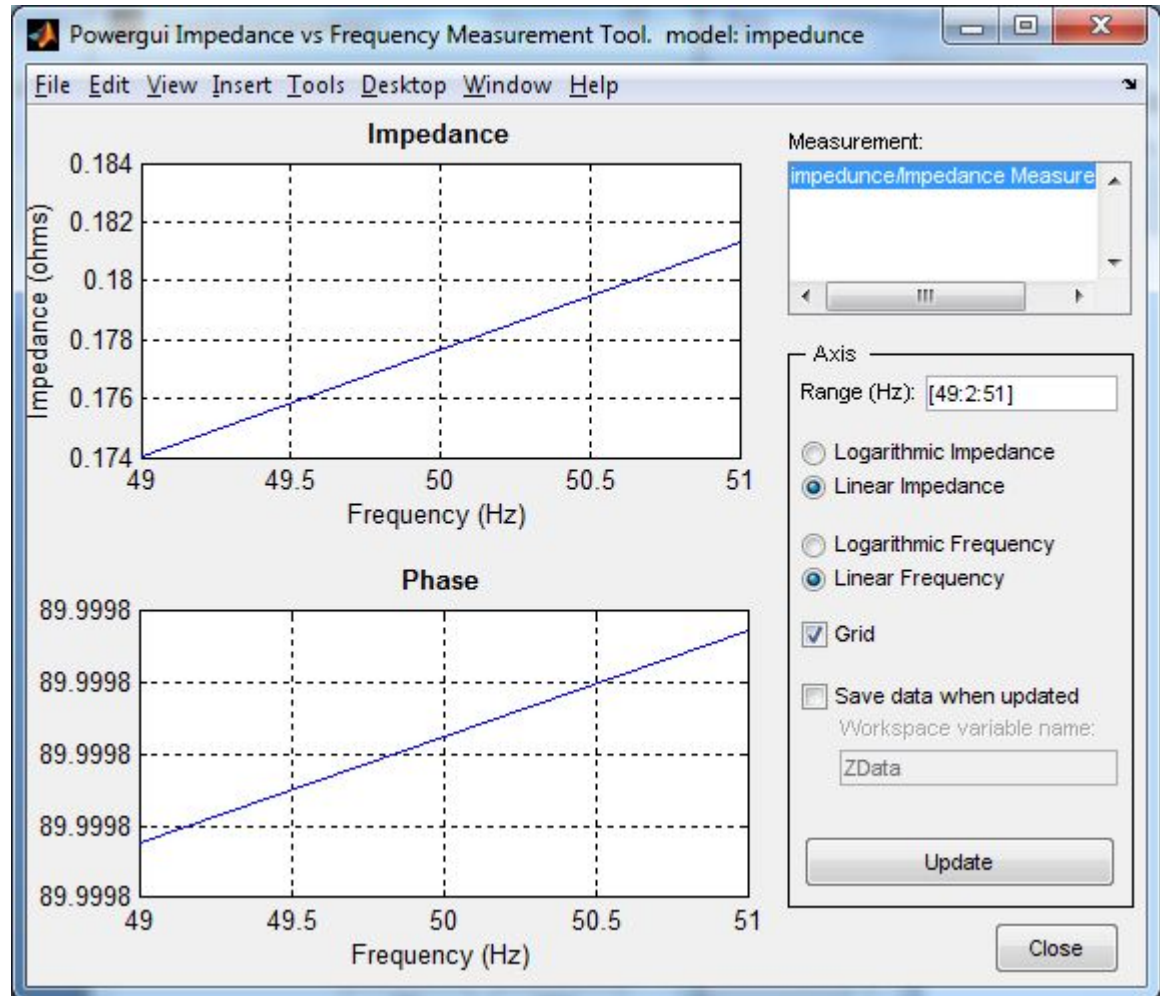 Powergui Impedance vs Frequency Measurement Tool. model: impedunce
File Edit View Insert Tools Desktop Window Help
Impedance
0.184
0.182
0.18
0.178
0.176
0.174
Impedance (ohms)
49 49.5 50 50.5 51
Frequency (Hz)
Phase
89.9998
89.9998
89.9998
89.9998
89.9998
49 49.5 50 50.5 51
Frequency (Hz)
Measurement:
impedunce/Impedance Measure
Axis
Range (Hz): [49:2:51]
Logarithmic Impedance
Linear Impedance
Logarithmic Frequency
Linear Frequency
Grid
Save data when updated
Workspace variable name:
ZData
Update
Close